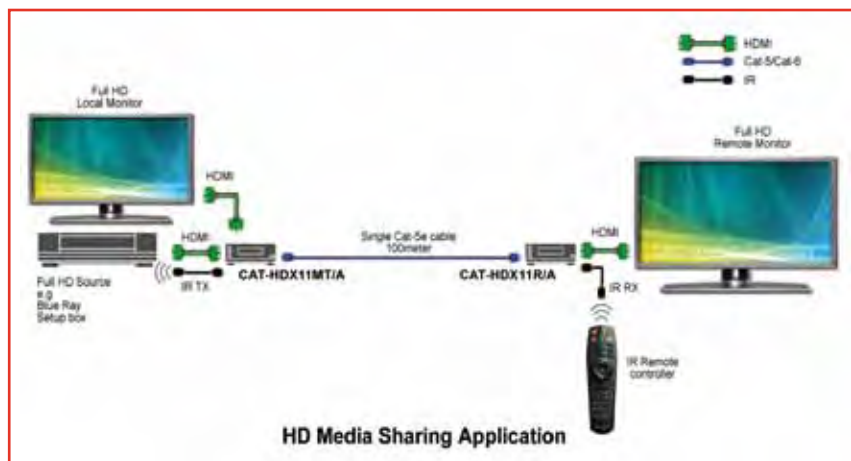 HDMI
Cat-5/Cat-6
IR
Full HD
Local Monitor
HDMI
HDMI
IR TX
Full HD Source
e.g
Blue Ray
Setup box
CAT-HDX11MT/A
Single Cat-5e cable
100meter
CAT-HDX11R/A
Full HD
Remote Monitor
HDMI
IR RX
IR Remote
controller
HD Media Sharing Application